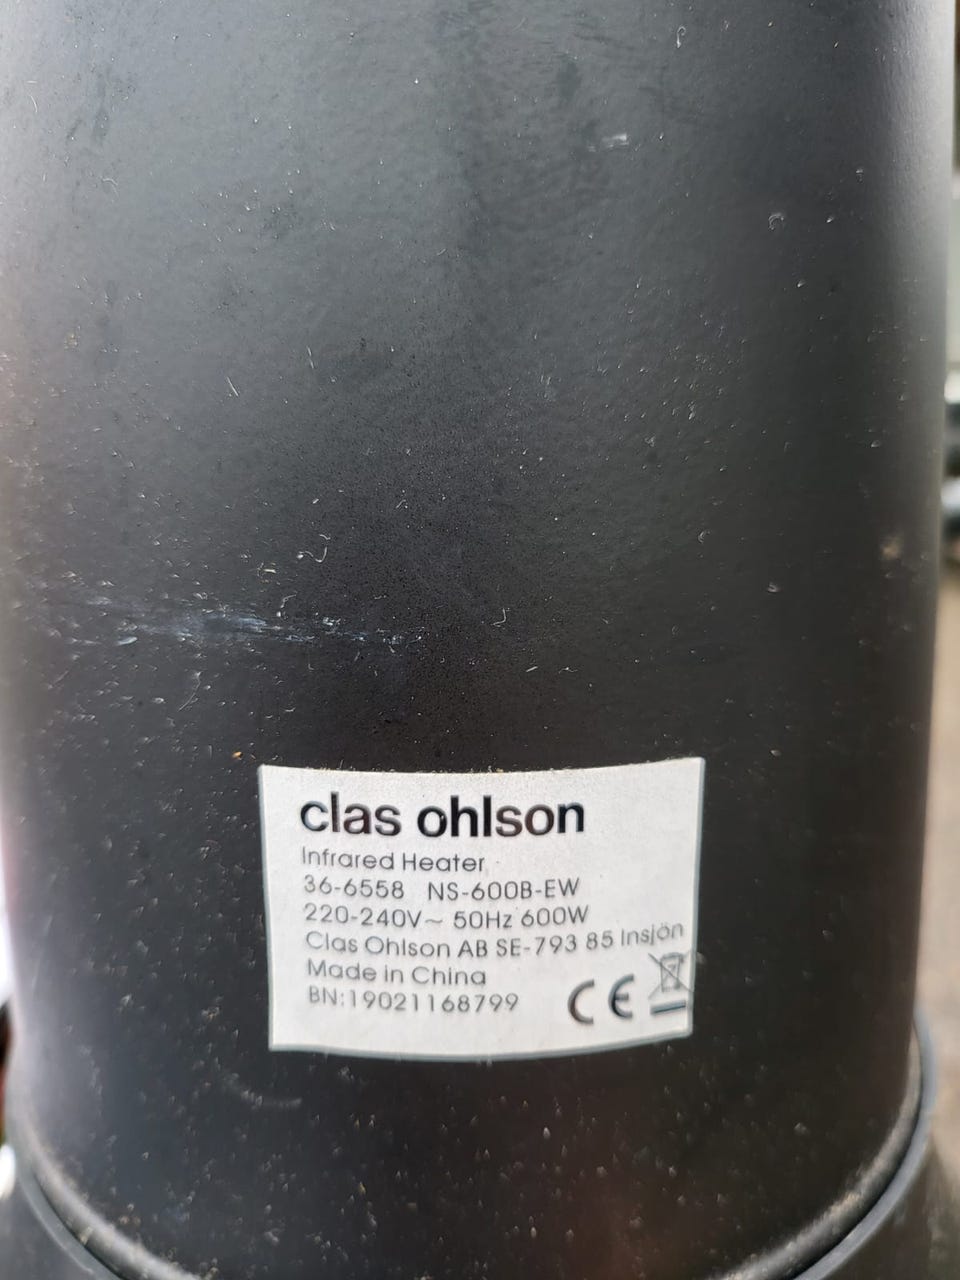 clas ohlson
Infrared Heater
36-6558 NS-600B-EW
220-240V~ 50Hz 600W
Clas Ohlson AB SE-793 85 Insjön
Made in China
BN:19021168799
CE